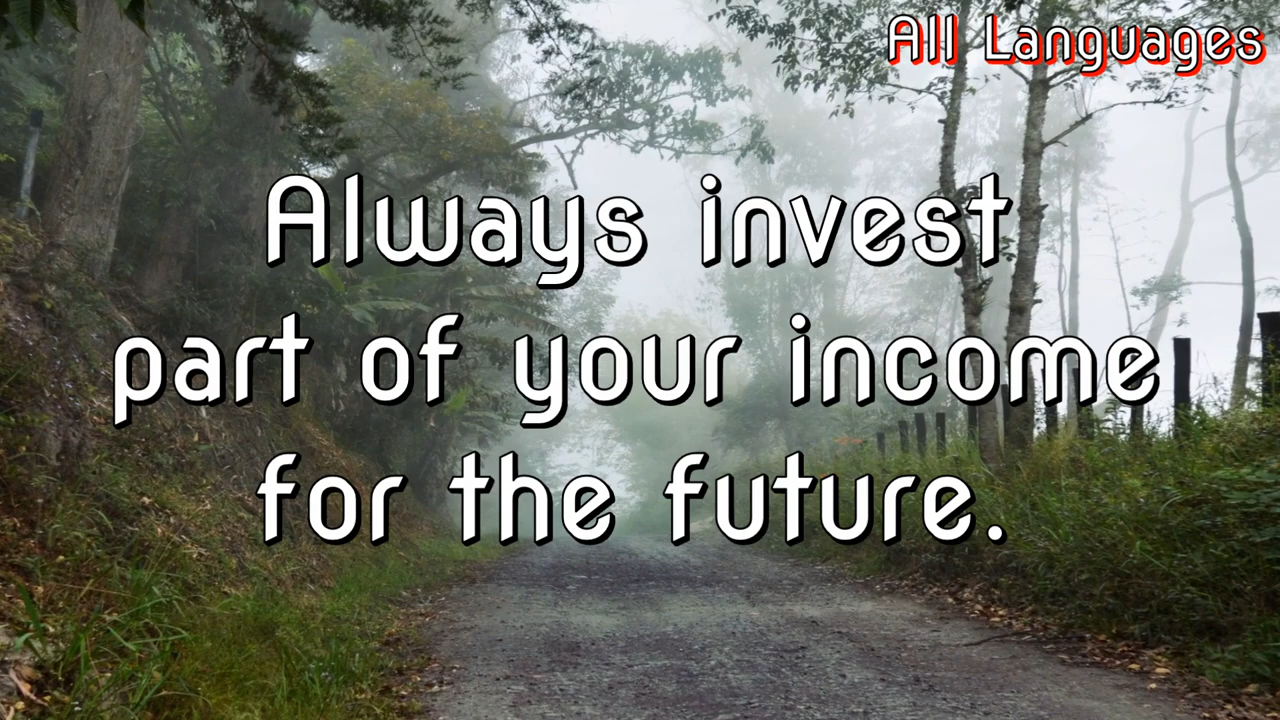 All Languages
Always invest
part of your income
for the future.